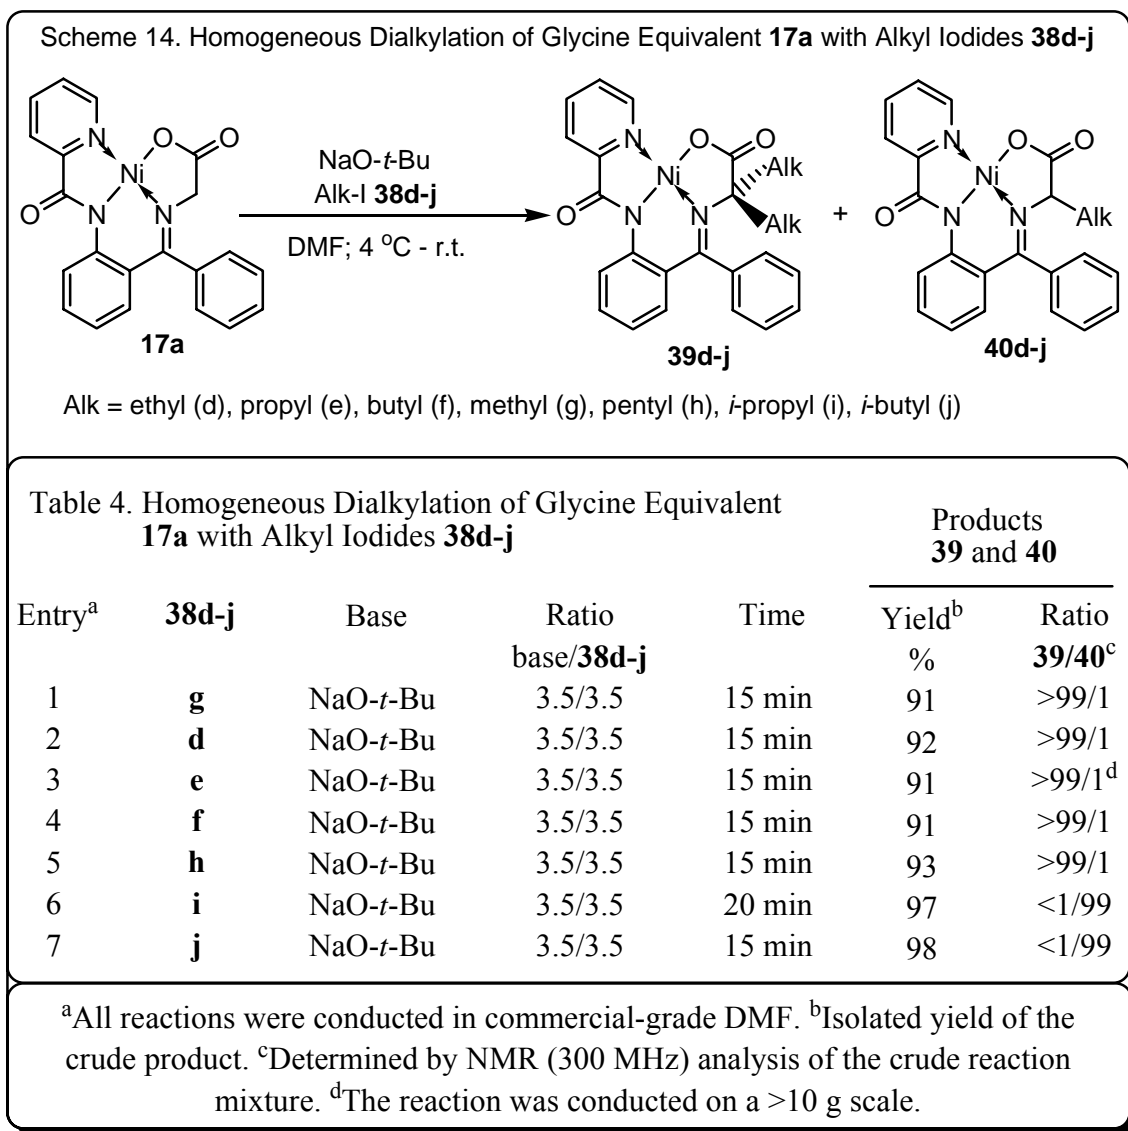 Scheme 14. Homogeneous Dialkylation of Glycine Equivalent 17a with Alkyl Iodides 38d-j
N O O Ni O N N
17a
NaO-t-Bu
Alk-I 38d-j
DMF; 4 °C - r.t.
N O O Ni Alk O N N Alk
39d-j
+
N O O Ni O N N Alk
40d-j
Alk = ethyl (d), propyl (e), butyl (f), methyl (g), pentyl (h), i-propyl (i), i-butyl (j)
Table 4. Homogeneous Dialkylation of Glycine Equivalent
17a with Alkyl Iodides 38d-j
Products
39 and 40
Entryᵃ 38d-j Base Ratio Time Yieldᵇ Ratio
base/38d-j % 39/40ᶜ
1 g NaO-t-Bu 3.5/3.5 15 min 91 >99/1
2 d NaO-t-Bu 3.5/3.5 15 min 92 >99/1
3 e NaO-t-Bu 3.5/3.5 15 min 91 >99/1ᵈ
4 f NaO-t-Bu 3.5/3.5 15 min 91 >99/1
5 h NaO-t-Bu 3.5/3.5 15 min 93 >99/1
6 i NaO-t-Bu 3.5/3.5 20 min 97 <1/99
7 j NaO-t-Bu 3.5/3.5 15 min 98 <1/99
ᵃAll reactions were conducted in commercial-grade DMF. ᵇIsolated yield of the
crude product. ᶜDetermined by NMR (300 MHz) analysis of the crude reaction
mixture. ᵈThe reaction was conducted on a >10 g scale.